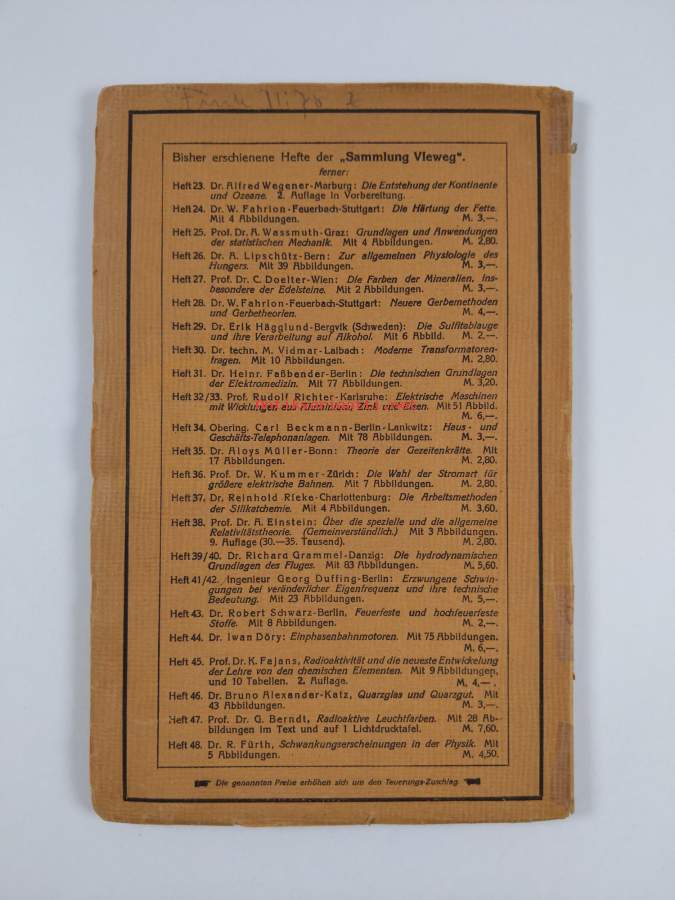 Bisher erschienene Hefte der „Sammlung Vieweg“.
ferner:
Heft 23. Dr. Alfred Wegener-Marburg: Die Entstehung der Kontinente
und Ozeane. 2. Auflage in Vorbereitung.
Heft 24. Dr. W. Fahrion-Feuerbach-Stuttgart: Die Härtung der Fette.
Mit 4 Abbildungen. M. 3,—.
Heft 25. Prof. Dr. A. Wassmuth-Graz: Grundlagen und Anwendungen
der statistischen Mechanik. Mit 4 Abbildungen. M. 2,80.
Heft 26. Dr. A. Lipschütz-Bern: Zur allgemeinen Physiologie des
Hungers. Mit 39 Abbildungen. M. 3,—.
Heft 27. Prof. Dr. C. Doelter-Wien: Die Farben der Mineralien, ins-
besondere der Edelsteine. Mit 2 Abbildungen. M. 3,—.
Heft 28. Dr. W. Fahrion-Feuerbach-Stuttgart: Neuere Gerbemethoden
und Gerbetheorien. M. 4,—.
Heft 29. Dr. Erik Hägglund-Bergvik (Schweden): Die Sulfitablauge
und ihre Verarbeitung auf Alkohol. Mit 6 Abbild. M. 2,—.
Heft 30. Dr. techn. M. Vidmar-Laibach: Moderne Transformatoren-
fragen. Mit 10 Abbildungen. M. 2,80.
Heft 31. Dr. Heinr. Faßbender-Berlin: Die technischen Grundlagen
der Elektromedizin. Mit 77 Abbildungen. M. 3,20.
Heft 32/33. Prof. Rudolf Richter-Karlsruhe: Elektrische Maschinen
mit Wicklungen aus Aluminium, Zink und Eisen. Mit 51 Abbild.
M. 6,—.
Heft 34. Obering. Carl Beckmann-Berlin-Lankwitz: Haus- und
Geschäfts-Telephonanlagen. Mit 78 Abbildungen. M. 3,—.
Heft 35. Dr. Aloys Müller-Bonn: Theorie der Gezeitenkräfte. Mit
17 Abbildungen. M. 2,80.
Heft 36. Prof. Dr. W. Kummer-Zürich: Die Wahl der Stromart für
größere elektrische Bahnen. Mit 7 Abbildungen. M. 2,80.
Heft 37. Dr. Reinhold Rieke-Charlottenburg: Die Arbeitsmethoden
der Silikatchemie. Mit 4 Abbildungen. M. 3,60.
Heft 38. Prof. Dr. A. Einstein: Über die spezielle und die allgemeine
Relativitätstheorie. (Gemeinverständlich.) Mit 3 Abbildungen.
9. Auflage (30.—35. Tausend). M. 2,80.
Heft 39/40. Dr. Richard Grammel-Danzig: Die hydrodynamischen
Grundlagen des Fluges. Mit 83 Abbildungen. M. 5,60.
Heft 41/42. Ingenieur Georg Duffing-Berlin: Erzwungene Schwin-
gungen bei veränderlicher Eigenfrequenz und ihre technische
Bedeutung. Mit 23 Abbildungen. M. 5,—.
Heft 43. Dr. Robert Schwarz-Berlin, Feuerfeste und hochfeuerfeste
Stoffe. Mit 8 Abbildungen. M. 2,—.
Heft 44. Dr. Iwan Döry: Einphasenbahnmotoren. Mit 75 Abbildungen.
M. 6,—.
Heft 45. Prof. Dr. K. Fajans, Radioaktivität und die neueste Entwickelung
der Lehre von den chemischen Elementen. Mit 9 Abbildungen,
und 10 Tabellen. 2. Auflage. M. 4,—.
Heft 46. Dr. Bruno Alexander-Katz, Quarzglas und Quarzgut. Mit
43 Abbildungen. M. 3,—.
Heft 47. Prof. Dr. G. Berndt, Radioaktive Leuchtfarben. Mit 28 Ab-
bildungen im Text und auf 1 Lichtdrucktafel. M. 7,60.
Heft 48. Dr. R. Fürth, Schwankungserscheinungen in der Physik. Mit
5 Abbildungen. M. 4,50.
Die genannten Preise erhöhen sich um den Teuerungs-Zuschlag.